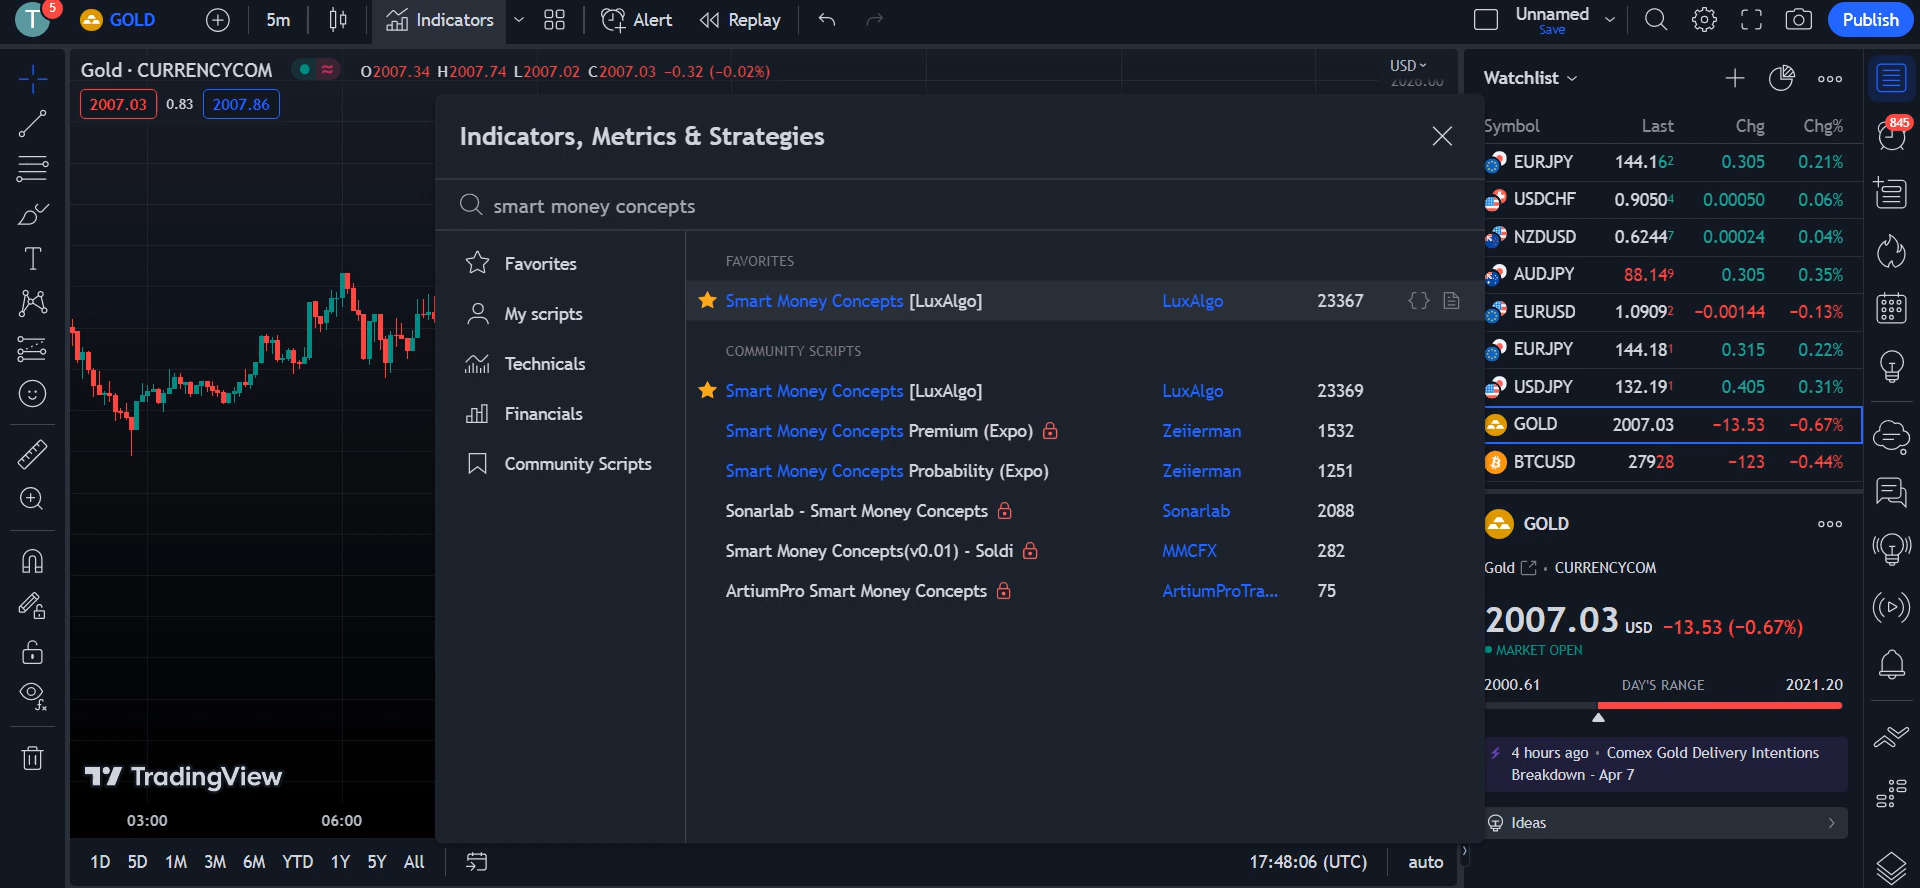 T 5 GOLD 5m Indicators Alert Replay Unnamed Save Publish
Gold · CURRENCYCOM O2007.34 H2007.74 L2007.02 C2007.03 −0.32 (−0.02%) USD
2007.03 0.83 2007.86
Indicators, Metrics & Strategies
smart money concepts
Favorites
My scripts
Technicals
Financials
Community Scripts
FAVORITES
Smart Money Concepts [LuxAlgo] LuxAlgo 23367
COMMUNITY SCRIPTS
Smart Money Concepts [LuxAlgo] LuxAlgo 23369
Smart Money Concepts Premium (Expo) Zeiierman 1532
Smart Money Concepts Probability (Expo) Zeiierman 1251
Sonarlab - Smart Money Concepts Sonarlab 2088
Smart Money Concepts(v0.01) - Soldi MMCFX 282
ArtiumPro Smart Money Concepts ArtiumProTra... 75
TradingView
03:00 06:00
1D 5D 1M 3M 6M YTD 1Y 5Y All 17:48:06 (UTC) auto
Watchlist
Symbol Last Chg Chg%
EURJPY 144.162 0.305 0.21%
USDCHF 0.90504 0.00050 0.06%
NZDUSD 0.62447 0.00024 0.04%
AUDJPY 88.149 0.305 0.35%
EURUSD 1.09092 −0.00144 −0.13%
EURJPY 144.181 0.315 0.22%
USDJPY 132.191 0.405 0.31%
GOLD 2007.03 −13.53 −0.67%
BTCUSD 27928 −123 −0.44%
GOLD
Gold · CURRENCYCOM
2007.03 USD −13.53 (−0.67%)
MARKET OPEN
2000.61 DAY'S RANGE 2021.20
4 hours ago · Comex Gold Delivery Intentions
Breakdown - Apr 7
Ideas
845